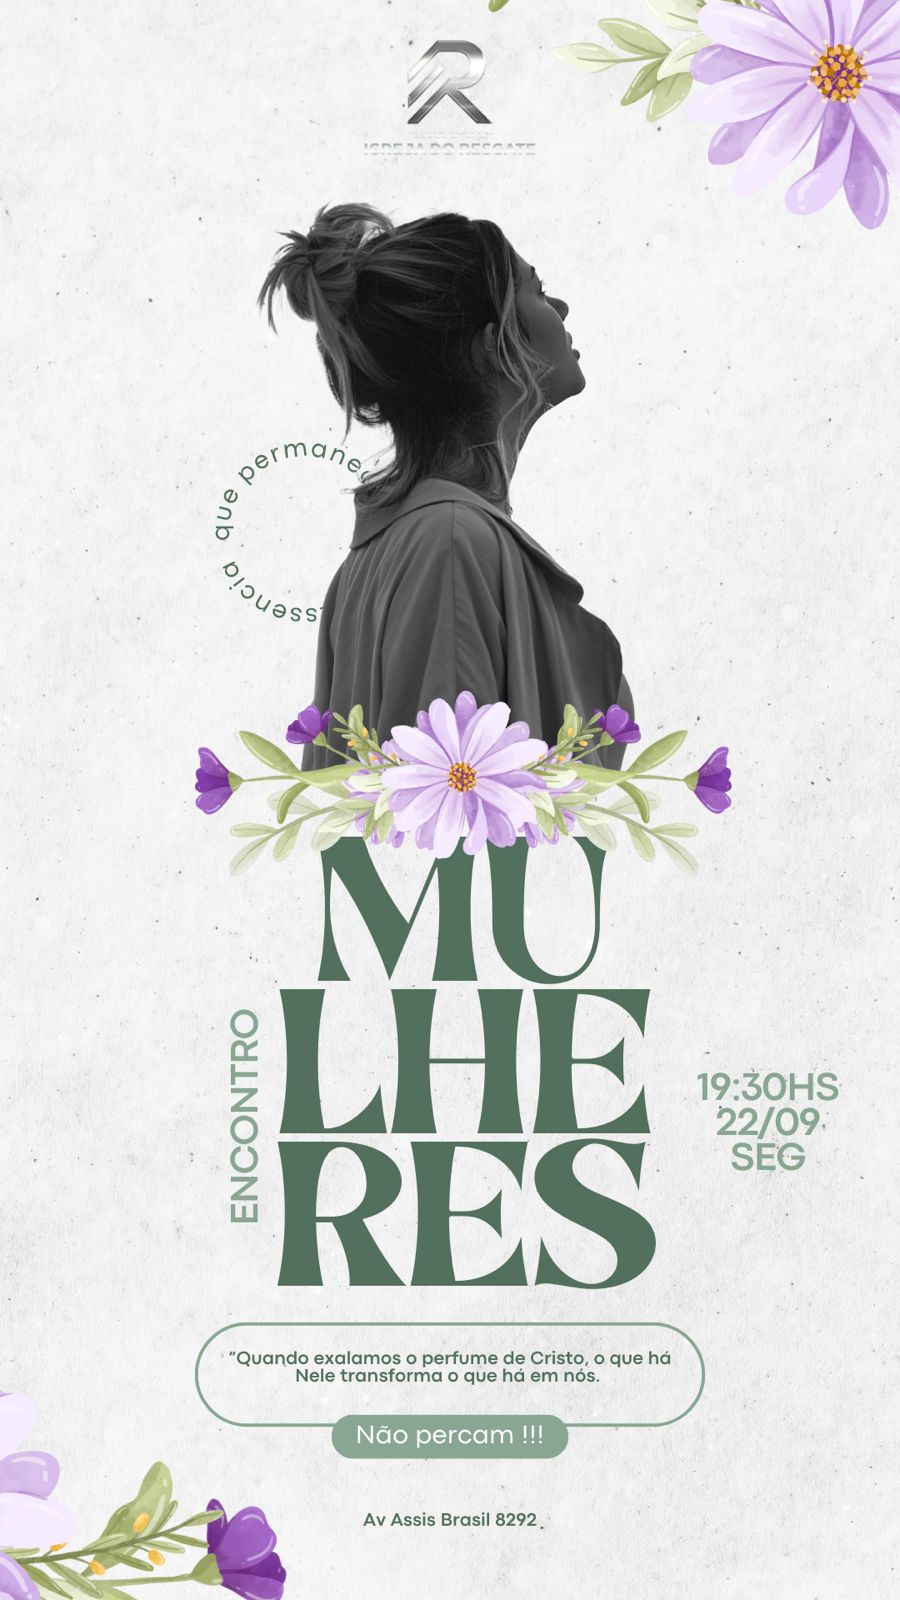 IGREJA DO RESGATE
que permanec
ssencia
MU
LHE
RES
ENCONTRO
19:30HS
22/09
SEG
“Quando exalamos o perfume de Cristo, o que há
Nele transforma o que há em nós.
Não percam !!!
Av Assis Brasil 8292